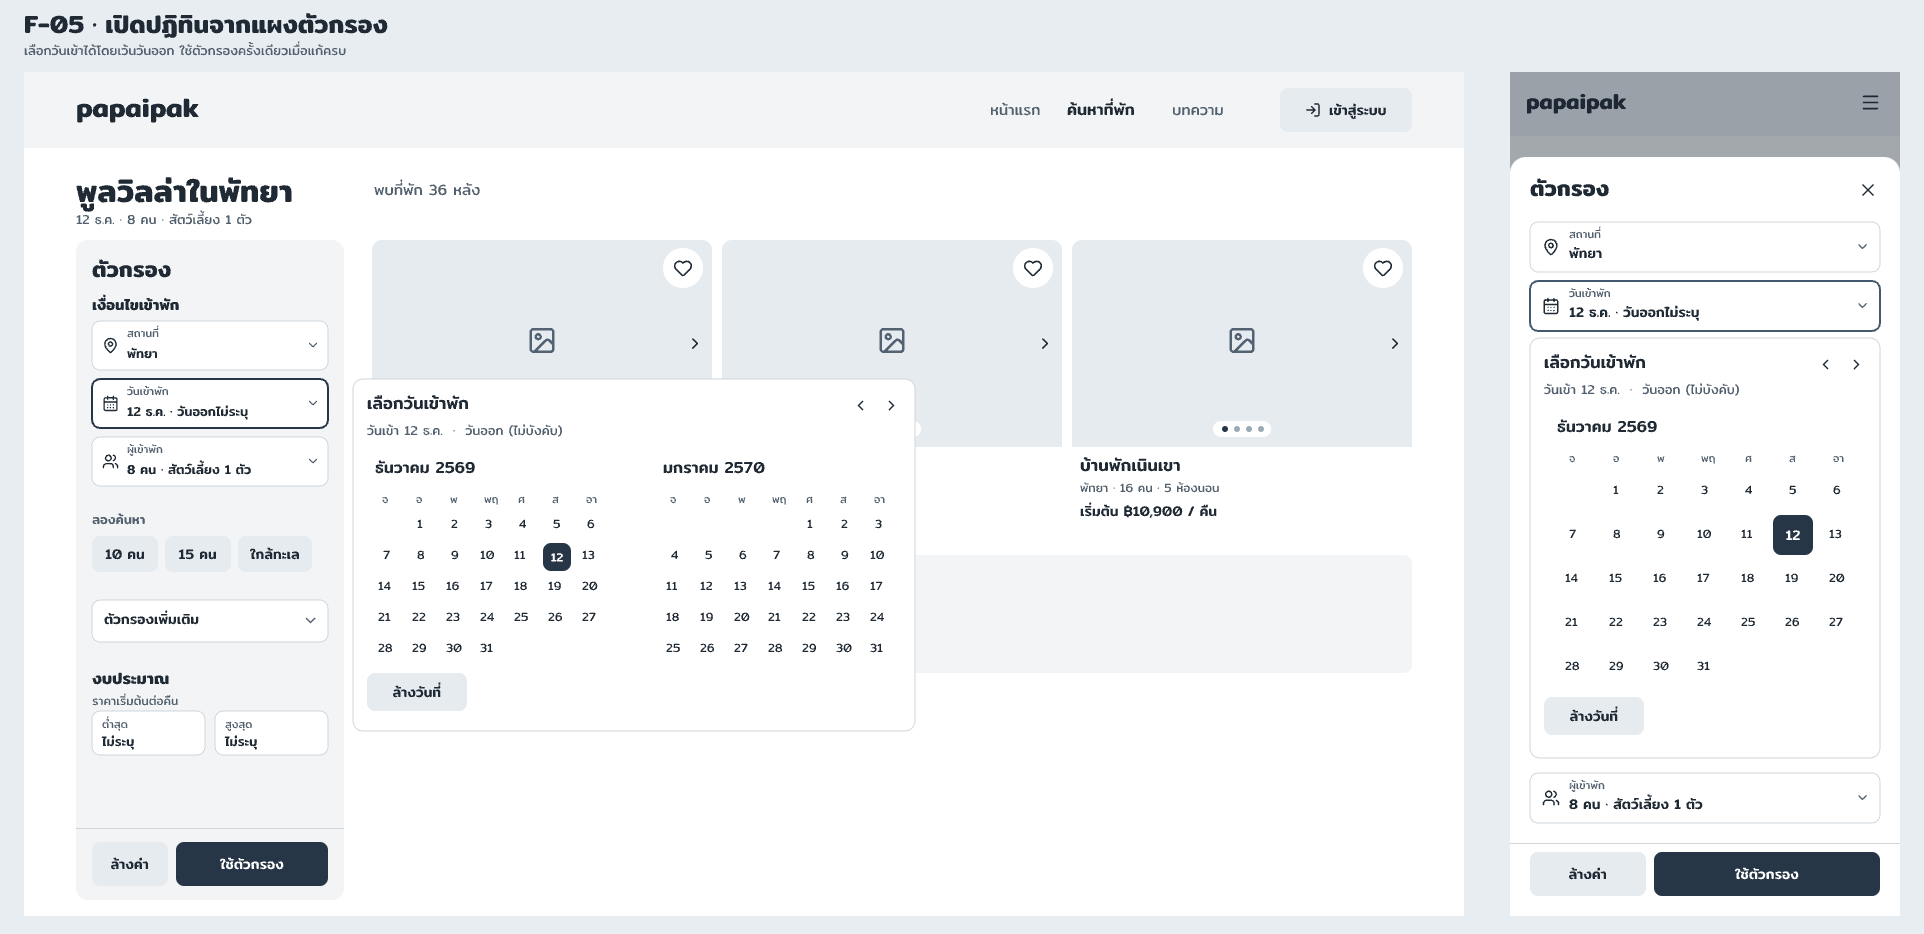 F-05 · เปิดปฏิทินจากแผงตัวกรอง
เลือกวันเข้าได้โดยเว้นวันออก ใช้ตัวกรองครั้งเดียวเมื่อแก้ครบ
papaipak
หน้าแรก ค้นหาที่พัก บทความ เข้าสู่ระบบ
พูลวิลล่าในพัทยา
12 ธ.ค. · 8 คน · สัตว์เลี้ยง 1 ตัว
พบที่พัก 36 หลัง
ตัวกรอง
เงื่อนไขเข้าพัก
สถานที่
พัทยา
วันเข้าพัก
12 ธ.ค. · วันออกไม่ระบุ
ผู้เข้าพัก
8 คน · สัตว์เลี้ยง 1 ตัว
ลองค้นหา
10 คน 15 คน ใกล้ทะเล
ตัวกรองเพิ่มเติม
งบประมาณ
ราคาเริ่มต้นต่อคืน
ต่ำสุด สูงสุด
ไม่ระบุ ไม่ระบุ
ล้างค่า ใช้ตัวกรอง
เลือกวันเข้าพัก
วันเข้า 12 ธ.ค. · วันออก (ไม่บังคับ)
ธันวาคม 2569
จ อ พ พฤ ศ ส อา
1 2 3 4 5 6
7 8 9 10 11 12 13
14 15 16 17 18 19 20
21 22 23 24 25 26 27
28 29 30 31
มกราคม 2570
จ อ พ พฤ ศ ส อา
1 2 3
4 5 6 7 8 9 10
11 12 13 14 15 16 17
18 19 20 21 22 23 24
25 26 27 28 29 30 31
ล้างวันที่
บ้านพักเนินเขา
พัทยา · 16 คน · 5 ห้องนอน
เริ่มต้น ฿10,900 / คืน
papaipak
ตัวกรอง
สถานที่
พัทยา
วันเข้าพัก
12 ธ.ค. · วันออกไม่ระบุ
เลือกวันเข้าพัก
วันเข้า 12 ธ.ค. · วันออก (ไม่บังคับ)
ธันวาคม 2569
จ อ พ พฤ ศ ส อา
1 2 3 4 5 6
7 8 9 10 11 12 13
14 15 16 17 18 19 20
21 22 23 24 25 26 27
28 29 30 31
ล้างวันที่
ผู้เข้าพัก
8 คน · สัตว์เลี้ยง 1 ตัว
ล้างค่า ใช้ตัวกรอง